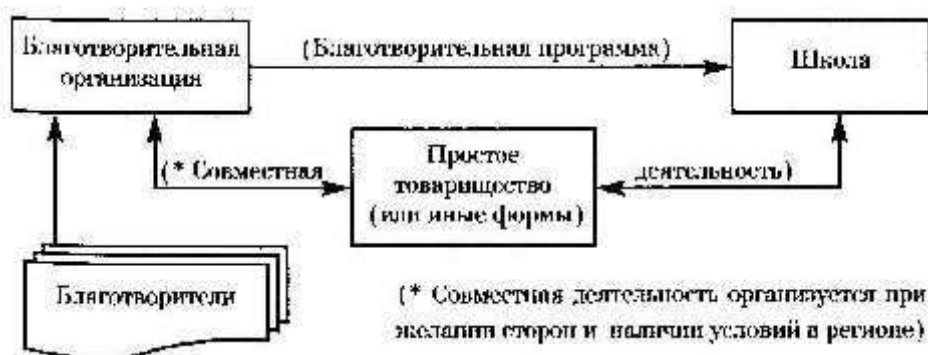 Благотворительная
организация
(Благотворительная программа)
Школа
(* Совместная
Простое
товарищество
(или иные формы)
деятельность)
Благотворители
(* Совместная деятельность организуется при
желании сторон и наличии условий в регионе)